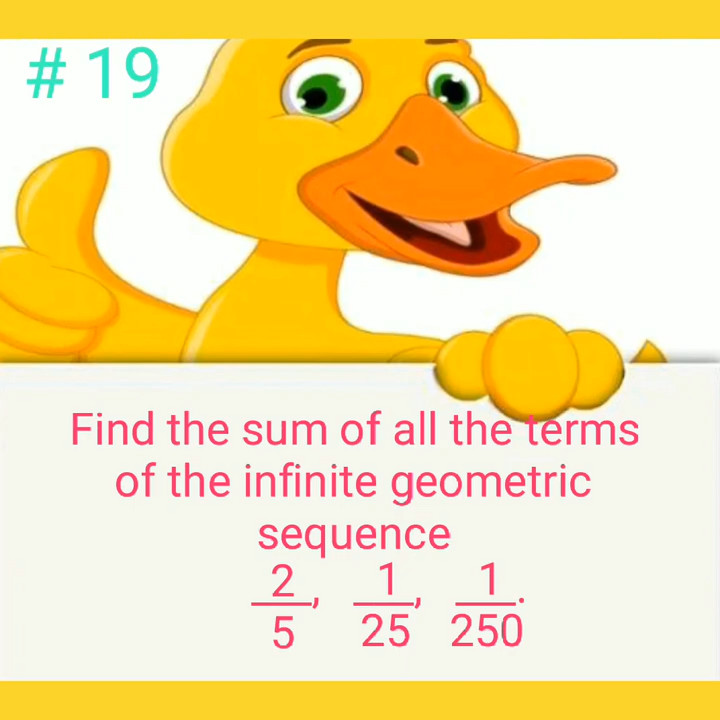 # 19
Find the sum of all the terms
of the infinite geometric
sequence
2/5, 1/25, 1/250.